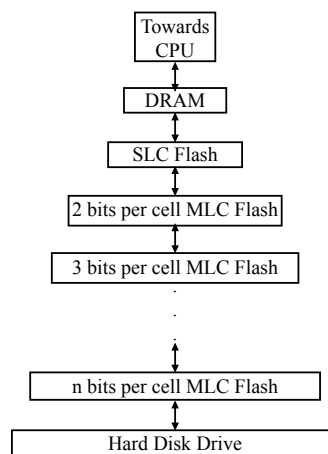 Towards
CPU
DRAM
SLC Flash
2 bits per cell MLC Flash
3 bits per cell MLC Flash
n bits per cell MLC Flash
Hard Disk Drive